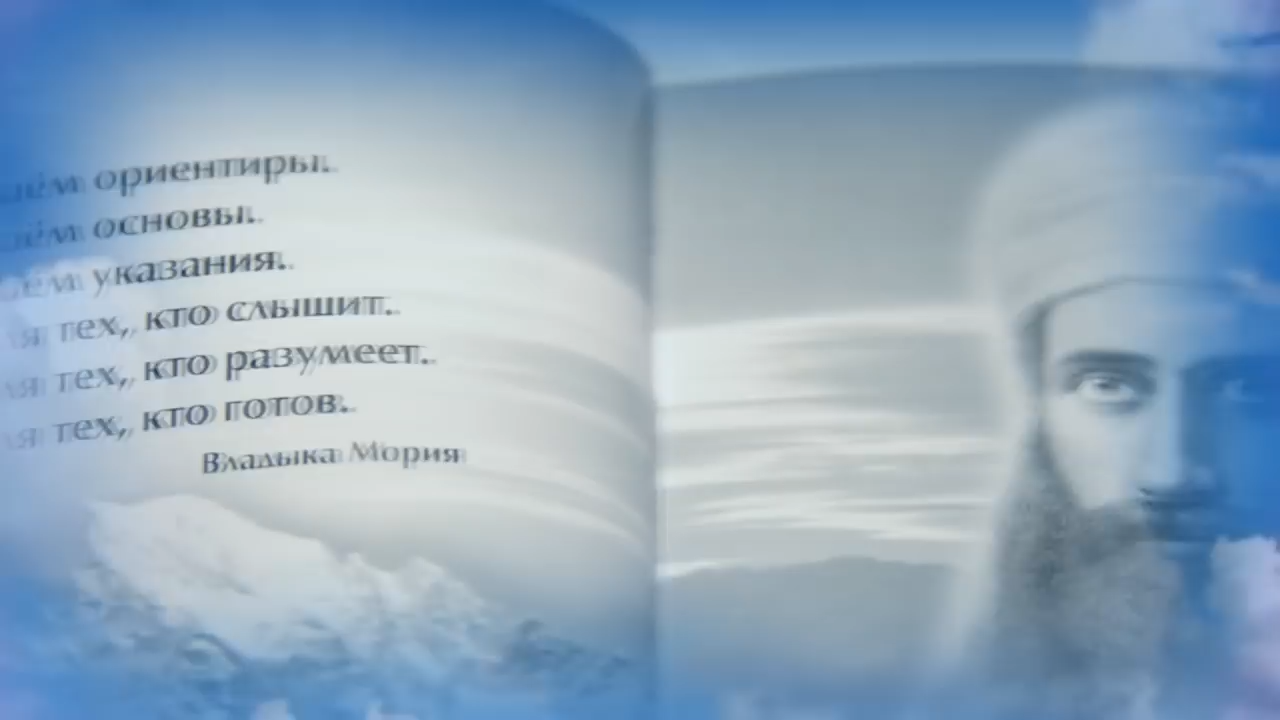 ориентиры.
основы.
указания.
тех, кто слышит.
тех, кто разумеет.
тех, кто готов.
Владыка Мория